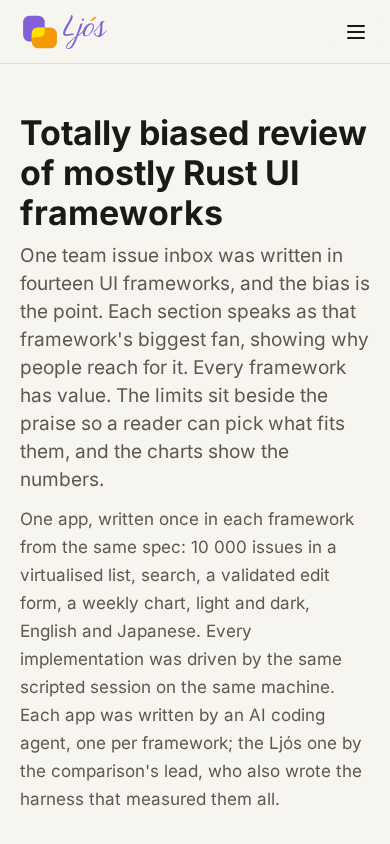 Ljós
Totally biased review
of mostly Rust UI
frameworks
One team issue inbox was written in
fourteen UI frameworks, and the bias is
the point. Each section speaks as that
framework's biggest fan, showing why
people reach for it. Every framework
has value. The limits sit beside the
praise so a reader can pick what fits
them, and the charts show the
numbers.
One app, written once in each framework
from the same spec: 10 000 issues in a
virtualised list, search, a validated edit
form, a weekly chart, light and dark,
English and Japanese. Every
implementation was driven by the same
scripted session on the same machine.
Each app was written by an AI coding
agent, one per framework; the Ljós one by
the comparison's lead, who also wrote the
harness that measured them all.